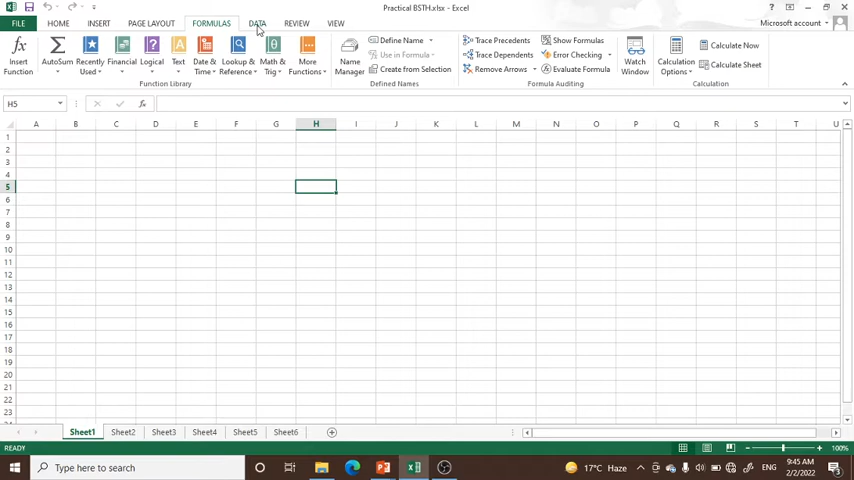 Practical BSTH.xlsx - Excel
FILE HOME INSERT PAGE LAYOUT FORMULAS DATA REVIEW VIEW Microsoft account
Insert Function
AutoSum
Recently Used
Financial
Logical
Text
Date & Time
Lookup & Reference
Math & Trig
More Functions
Function Library
Name Manager
Define Name
Use in Formula
Create from Selection
Defined Names
Trace Precedents
Trace Dependents
Remove Arrows
Show Formulas
Error Checking
Evaluate Formula
Formula Auditing
Watch Window
Calculation Options
Calculate Now
Calculate Sheet
Calculation
H5 fx
A B C D E F G H I J K L M N O P Q R S T U
1
2
3
4
5
6
7
8
9
10
11
12
13
14
15
16
17
18
19
20
21
22
23
Sheet1 Sheet2 Sheet3 Sheet4 Sheet5 Sheet6
READY 100%
Type here to search
17°C Haze
ENG
9:45 AM
2/2/2022
3